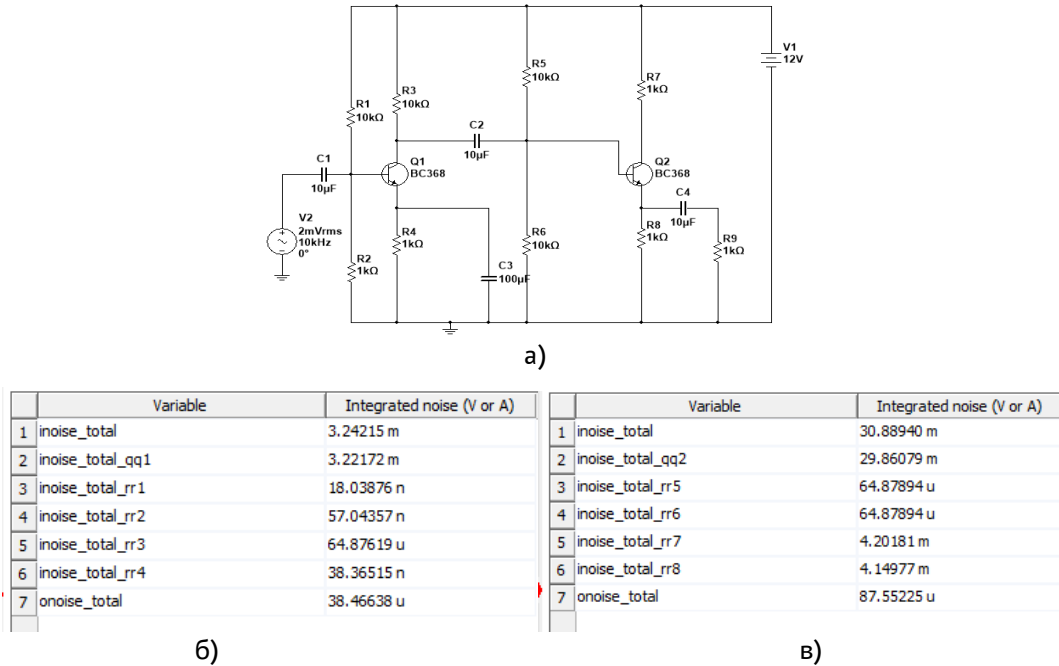 V1
12V
R5
10kΩ
R7
1kΩ
R3
10kΩ
R1
10kΩ
C2
10μF
C1
10μF
Q1
BC368
Q2
BC368
C4
10μF
V2
2mVrms
10kHz
0°
R4
1kΩ
R6
10kΩ
R8
1kΩ
R9
1kΩ
R2
1kΩ
C3
100μF
а)
Variable Integrated noise (V or A)
1 inoise_total 3.24215 m
2 inoise_total_qq1 3.22172 m
3 inoise_total_rr1 18.03876 n
4 inoise_total_rr2 57.04357 n
5 inoise_total_rr3 64.87619 u
6 inoise_total_rr4 38.36515 n
7 onoise_total 38.46638 u
б)
Variable Integrated noise (V or A)
1 inoise_total 30.88940 m
2 inoise_total_qq2 29.86079 m
3 inoise_total_rr5 64.87894 u
4 inoise_total_rr6 64.87894 u
5 inoise_total_rr7 4.20181 m
6 inoise_total_rr8 4.14977 m
7 onoise_total 87.55225 u
в)